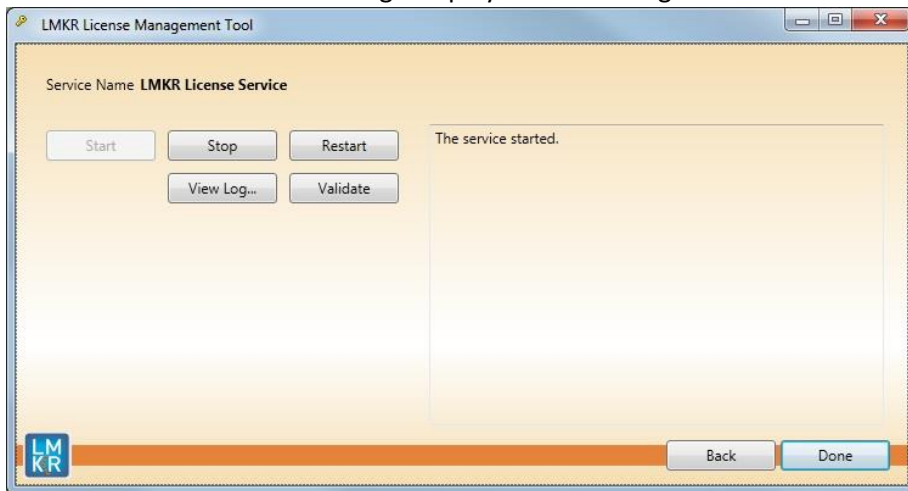 LMKR License Management Tool
Service Name LMKR License Service
Start Stop Restart
The service started.
View Log... Validate
LM
KR
Back Done